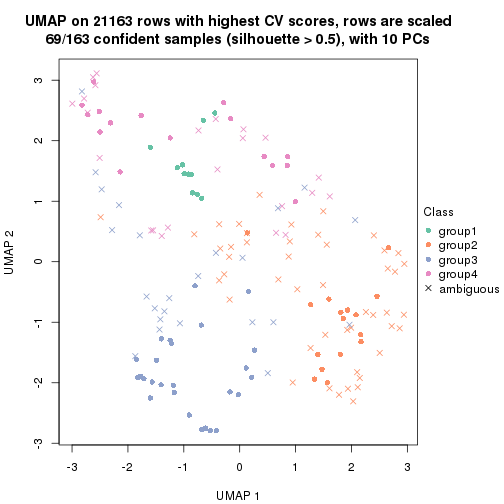 UMAP on 21163 rows with highest CV scores, rows are scaled
69/163 confident samples (silhouette > 0.5), with 10 PCs
3
2
1
0
-1
-2
-3
UMAP 2
-3 -2 -1 0 1 2 3
UMAP 1
Class
group1
group2
group3
group4
ambiguous